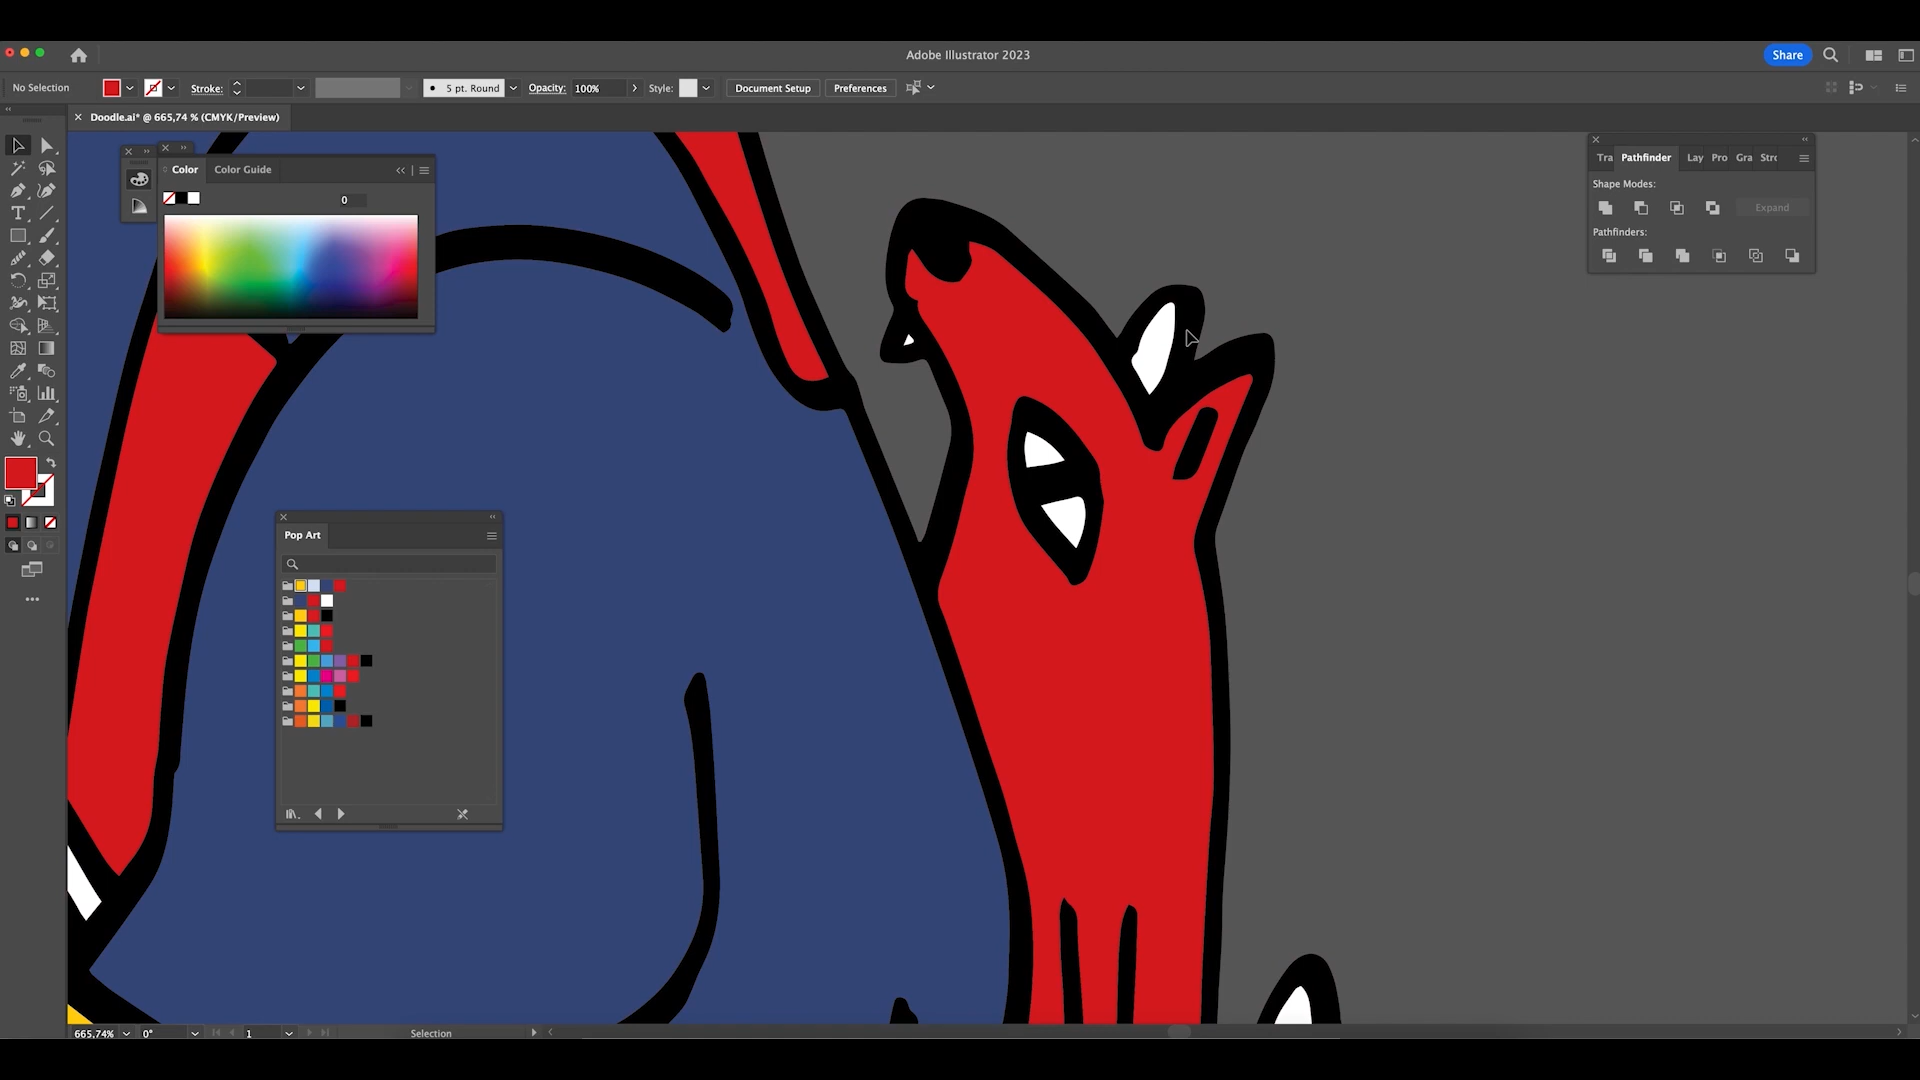 Adobe Illustrator 2023
Share
No Selection
Stroke:
5 pt. Round
Opacity:
100%
Style:
Document Setup
Preferences
Doodle.ai* @ 665,74 % (CMYK/Preview)
Color
Color Guide
0
Tra
Pathfinder
Lay
Pro
Gra
Stro
Shape Modes:
Expand
Pathfinders:
Pop Art
665,74%
0°
1
Selection